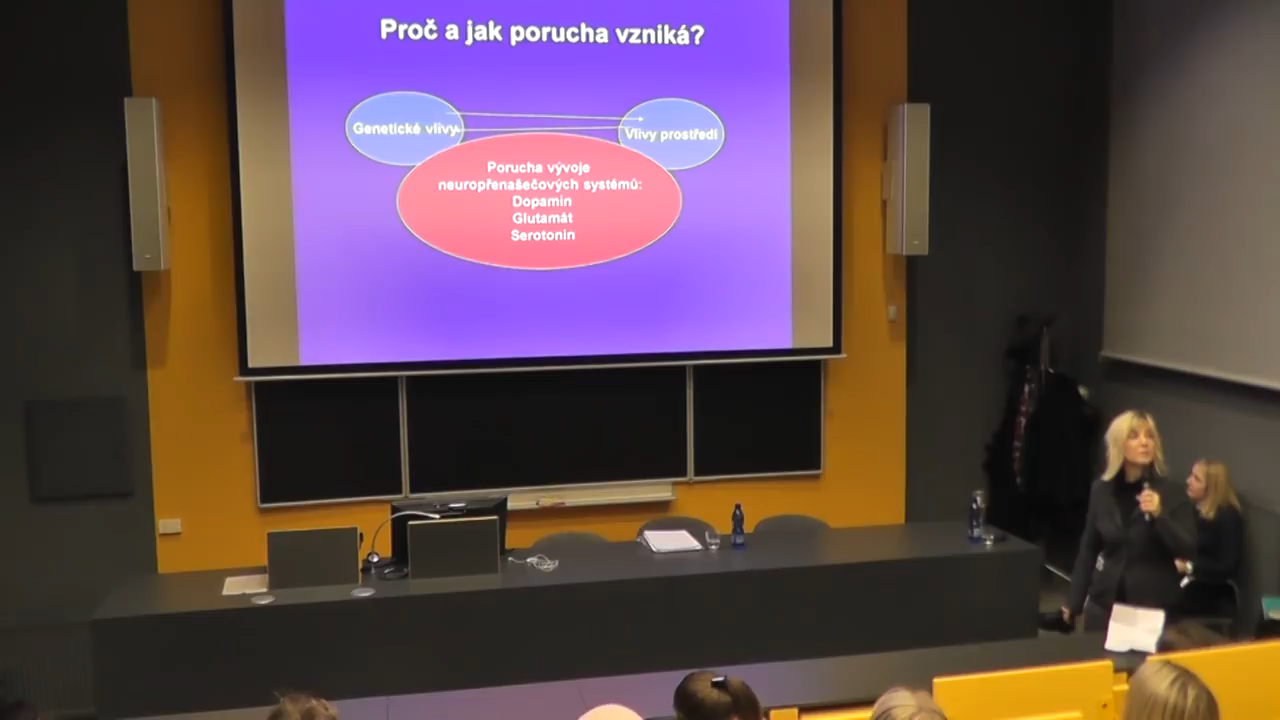 Proč a jak porucha vzniká?
Genetické vlivy
Vlivy prostředí
Porucha vývoje
neuropřenašečových systémů:
Dopamin
Glutamát
Serotonin